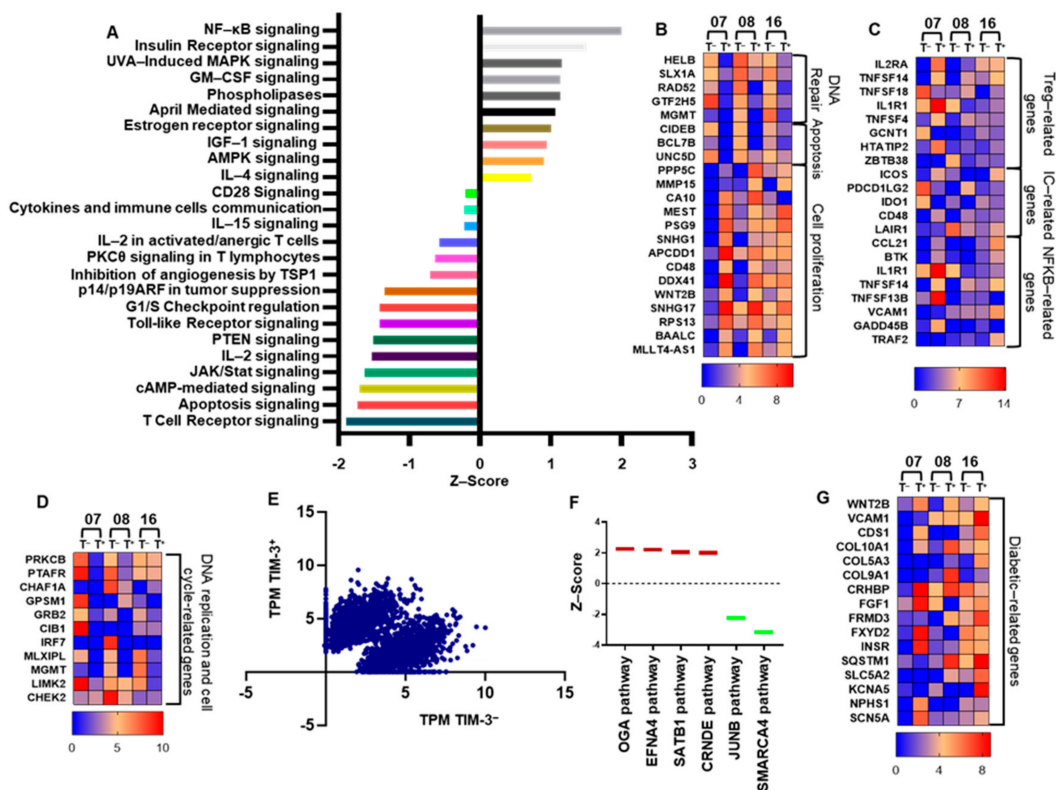 A
NF-κB signaling
Insulin Receptor signaling
UVA–Induced MAPK signaling
GM–CSF signaling
Phospholipases
April Mediated signaling
Estrogen receptor signaling
IGF–1 signaling
AMPK signaling
IL–4 signaling
CD28 Signaling
Cytokines and immune cells communication
IL–15 signaling
IL–2 in activated/anergic T cells
PKCθ signaling in T lymphocytes
Inhibition of angiogenesis by TSP1
p14/p19ARF in tumor suppression
G1/S Checkpoint regulation
Toll-like Receptor signaling
PTEN signaling
IL–2 signaling
JAK/Stat signaling
cAMP-mediated signaling
Apoptosis signaling
T Cell Receptor signaling
-2 -1 0 1 2 3
Z–Score
B
07 08 16
T⁻ T⁺ T⁻ T⁺ T⁻ T⁺
HELB
SLX1A
RAD52
GTF2H5
MGMT
CIDEB
BCL7B
UNC5D
PPP5C
MMP15
CA10
MEST
PSG9
SNHG1
APCDD1
CD48
DDX41
WNT2B
SNHG17
RPS13
BAALC
MLLT4-AS1
DNA
Repair
Apoptosis
Cell proliferation
0 4 8
C
07 08 16
T⁻ T⁺ T⁻ T⁺ T⁻ T⁺
IL2RA
TNFSF14
TNFSF18
IL1R1
TNFSF4
GCNT1
HTATIP2
ZBTB38
ICOS
PDCD1LG2
IDO1
CD48
LAIR1
CCL21
BTK
IL1R1
TNFSF14
TNFSF13B
VCAM1
GADD45B
TRAF2
Treg–related
genes
IC–related
genes
NFKB–related
genes
0 7 14
D
07 08 16
T⁻ T⁺ T⁻ T⁺ T⁻ T⁺
PRKCB
PTAFR
CHAF1A
GPSM1
GRB2
CIB1
IRF7
MLXIPL
MGMT
LIMK2
CHEK2
DNA replication and cell
cycle-related genes
0 5 10
E
TPM TIM-3⁺
15
10
5
-5 0 5 10 15
-5
TPM TIM-3⁻
F
Z–Score
4
2
0
-2
-4
OGA pathway
EFNA4 pathway
SATB1 pathway
CRNDE pathway
JUNB pathway
SMARCA4 pathway
G
07 08 16
T⁻ T⁺ T⁻ T⁺ T⁻ T⁺
WNT2B
VCAM1
CDS1
COL10A1
COL5A3
COL9A1
CRHBP
FGF1
FRMD3
FXYD2
INSR
SQSTM1
SLC5A2
KCNA5
NPHS1
SCN5A
Diabetic–related genes
0 4 8